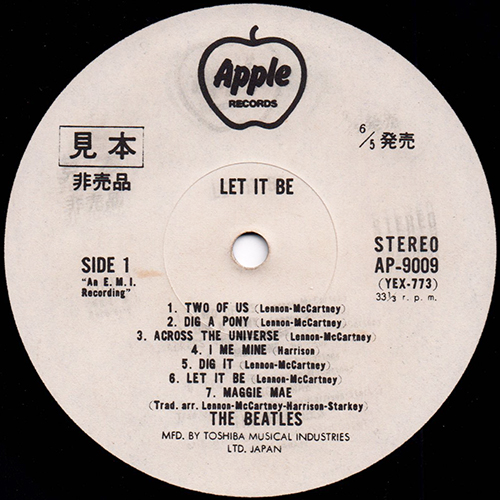 Apple
RECORDS
見本
非売品
6/5発売
LET IT BE
SIDE 1
"An E.M.I.
Recording"
STEREO
AP-9009
(YEX-773)
33⅓ r.p.m.
1. TWO OF US (Lennon-McCartney)
2. DIG A PONY (Lennon-McCartney)
3. ACROSS THE UNIVERSE (Lennon-McCartney)
4. I ME MINE (Harrison)
5. DIG IT (Lennon-McCartney)
6. LET IT BE (Lennon-McCartney)
7. MAGGIE MAE
(Trad. arr. Lennon-McCartney-Harrison-Starkey)
THE BEATLES
MFD. BY TOSHIBA MUSICAL INDUSTRIES
LTD. JAPAN